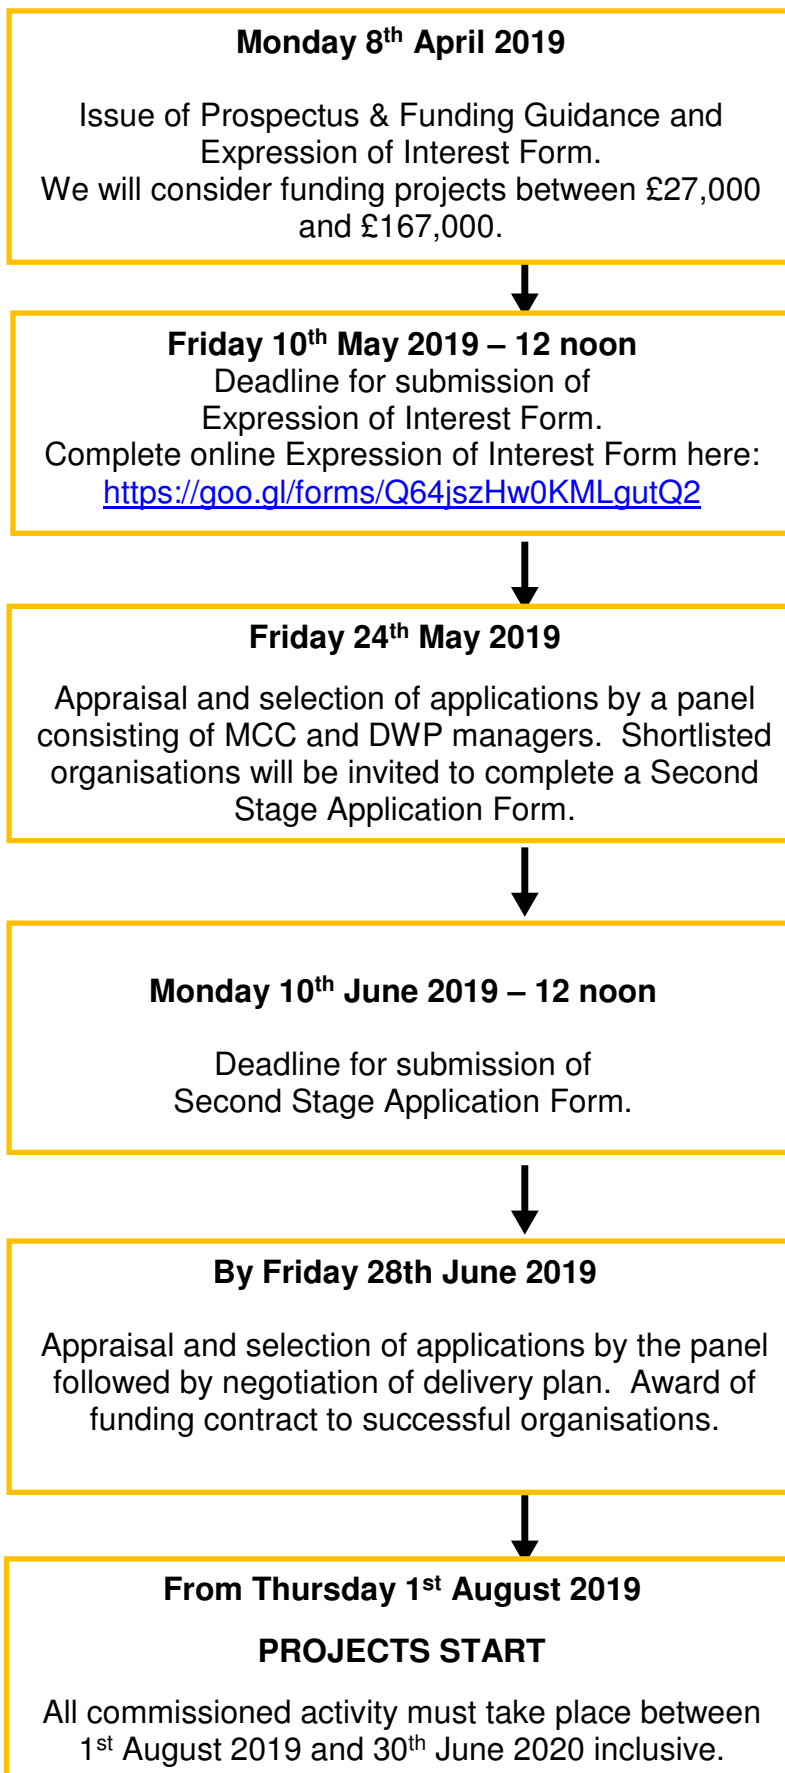 Monday 8th April 2019
Issue of Prospectus & Funding Guidance and
Expression of Interest Form.
We will consider funding projects between £27,000
and £167,000.
Friday 10th May 2019 – 12 noon
Deadline for submission of
Expression of Interest Form.
Complete online Expression of Interest Form here:
https://goo.gl/forms/Q64jszHw0KMLgutQ2
Friday 24th May 2019
Appraisal and selection of applications by a panel
consisting of MCC and DWP managers.  Shortlisted
organisations will be invited to complete a Second
Stage Application Form.
Monday 10th June 2019 – 12 noon
Deadline for submission of
Second Stage Application Form.
By Friday 28th June 2019
Appraisal and selection of applications by the panel
followed by negotiation of delivery plan.  Award of
funding contract to successful organisations.
From Thursday 1st August 2019
PROJECTS START
All commissioned activity must take place between
1st August 2019 and 30th June 2020 inclusive.